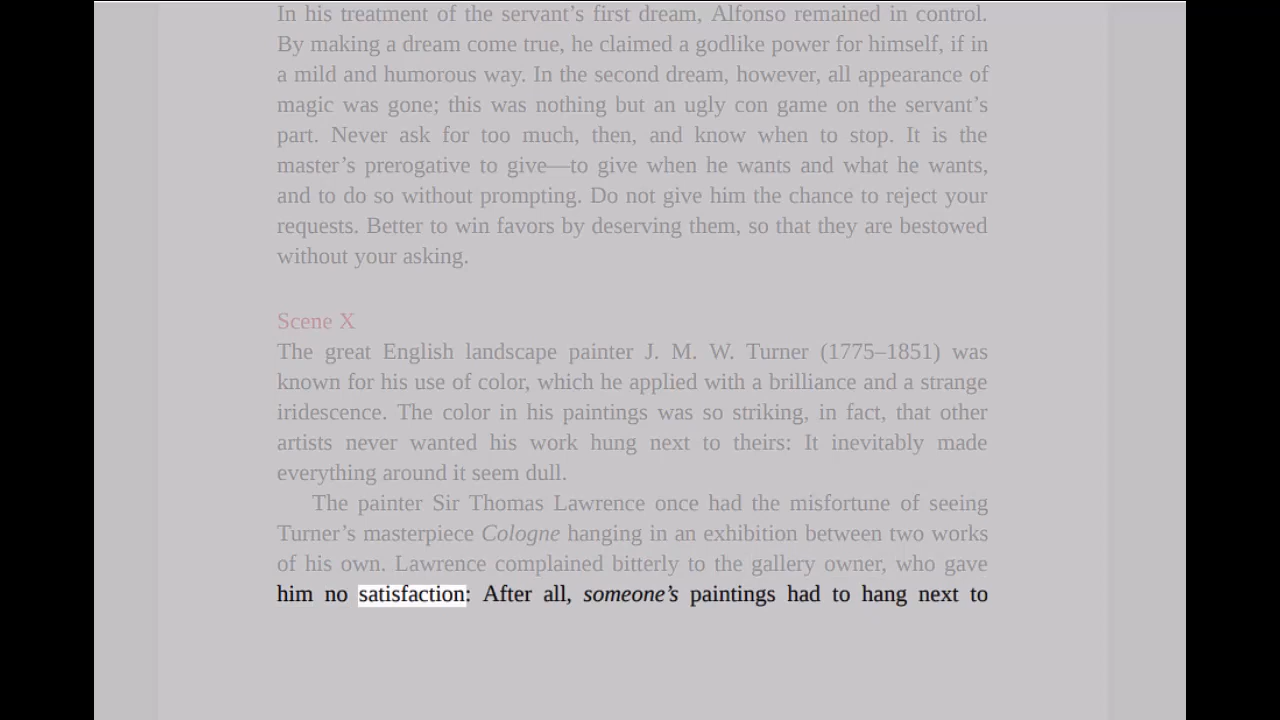 In his treatment of the servant’s first dream, Alfonso remained in control.
By making a dream come true, he claimed a godlike power for himself, if in
a mild and humorous way. In the second dream, however, all appearance of
magic was gone; this was nothing but an ugly con game on the servant’s
part. Never ask for too much, then, and know when to stop. It is the
master’s prerogative to give—to give when he wants and what he wants,
and to do so without prompting. Do not give him the chance to reject your
requests. Better to win favors by deserving them, so that they are bestowed
without your asking.
Scene X
The great English landscape painter J. M. W. Turner (1775–1851) was
known for his use of color, which he applied with a brilliance and a strange
iridescence. The color in his paintings was so striking, in fact, that other
artists never wanted his work hung next to theirs: It inevitably made
everything around it seem dull.
The painter Sir Thomas Lawrence once had the misfortune of seeing
Turner’s masterpiece Cologne hanging in an exhibition between two works
of his own. Lawrence complained bitterly to the gallery owner, who gave
him no satisfaction: After all, someone’s paintings had to hang next to